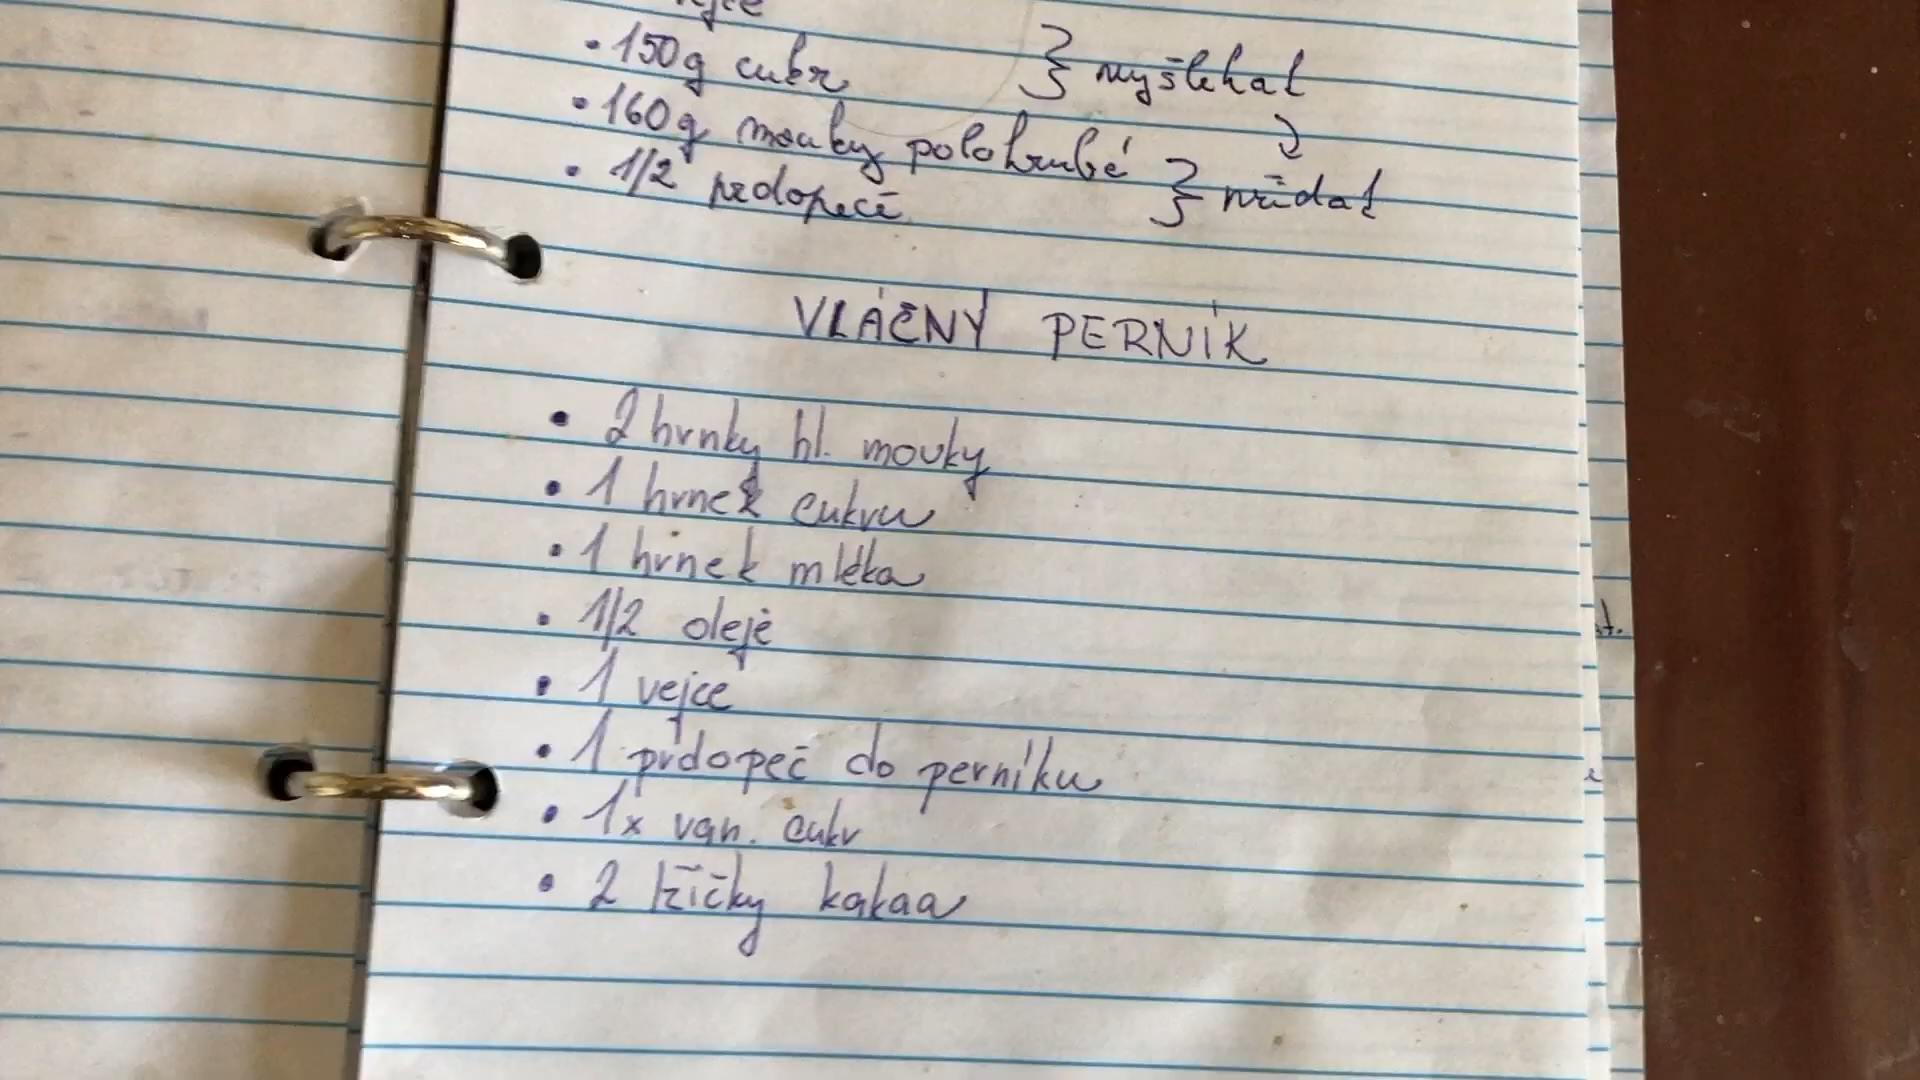 • 150g cukr } vyšlehat
• 160g mouky polohrubé
• 1/2 prdopeče } přidat
VLÁČNÝ PERNÍK
• 2 hrnky hl. mouky
• 1 hrnek cukru
• 1 hrnek mléka
• 1/2 oleje
• 1 vejce
• 1 prdopeč do perníku
• 1x van. cukr
• 2 lžičky kakaa